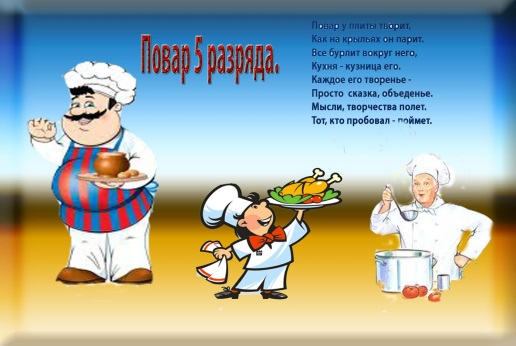 Повар 5 разряда.
Повар у плиты творит,
Как на крыльях он парит.
Все бурлит вокруг него,
Кухня - кузница его.
Каждое его творенье -
Просто сказка, объеденье.
Мысли, творчества полет.
Тот, кто пробовал - поймет.